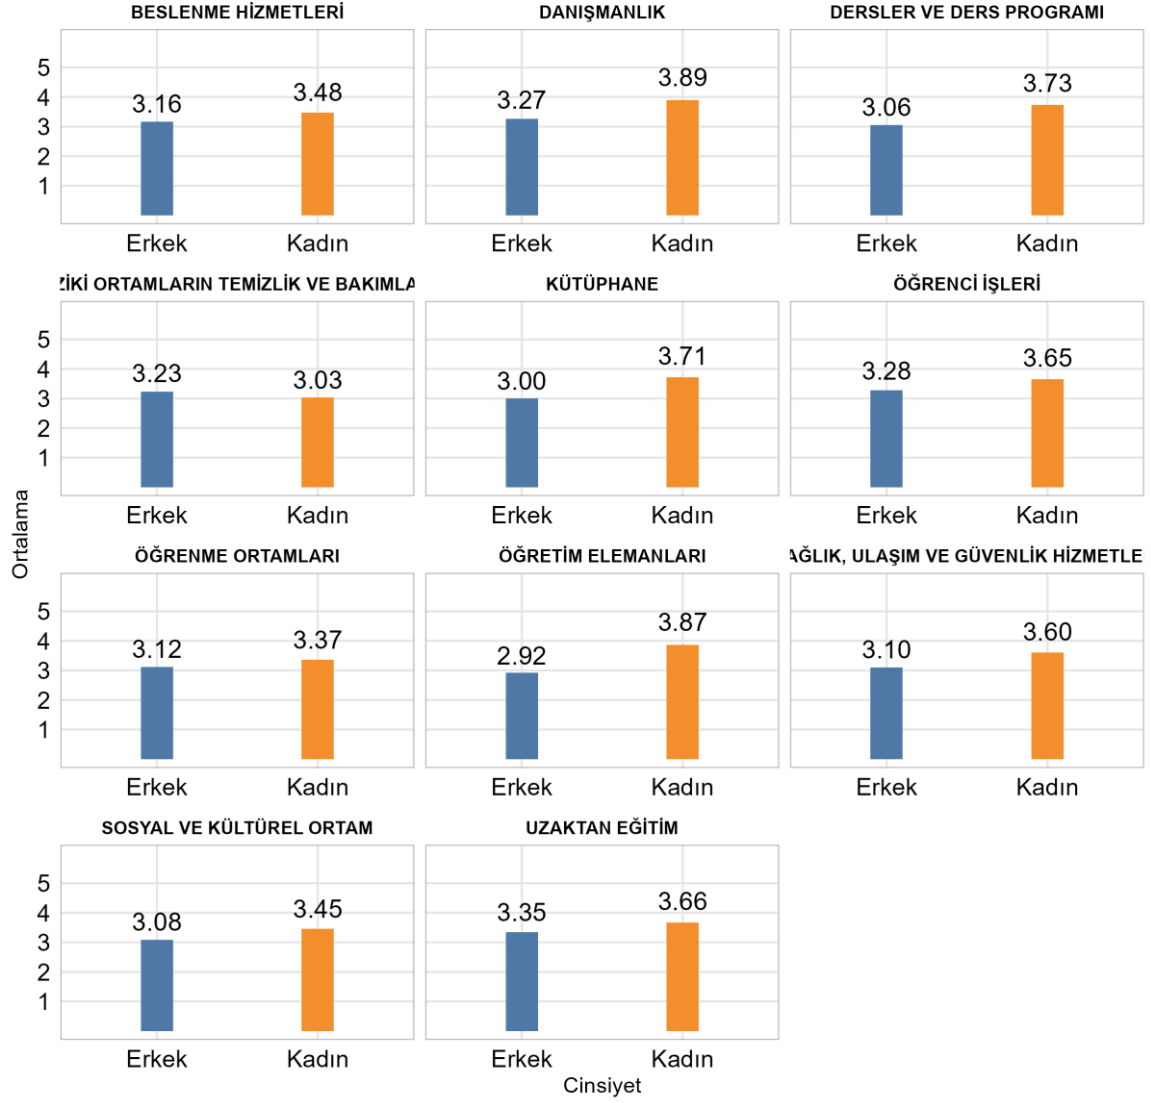 BESLENME HİZMETLERİ
5
4
3
2
1
3.16
3.48
Erkek
Kadın
DANIŞMANLIK
3.27
3.89
Erkek
Kadın
DERSLER VE DERS PROGRAMI
3.06
3.73
Erkek
Kadın
ZİKİ ORTAMLARIN TEMİZLİK VE BAKIMLA
5
4
3
2
1
3.23
3.03
Erkek
Kadın
KÜTÜPHANE
3.00
3.71
Erkek
Kadın
ÖĞRENCİ İŞLERİ
3.28
3.65
Erkek
Kadın
Ortalama
ÖĞRENME ORTAMLARI
5
4
3
2
1
3.12
3.37
Erkek
Kadın
ÖĞRETİM ELEMANLARI
2.92
3.87
Erkek
Kadın
AĞLIK, ULAŞIM VE GÜVENLİK HİZMETLE
3.10
3.60
Erkek
Kadın
SOSYAL VE KÜLTÜREL ORTAM
5
4
3
2
1
3.08
3.45
Erkek
Kadın
UZAKTAN EĞİTİM
3.35
3.66
Erkek
Kadın
Cinsiyet